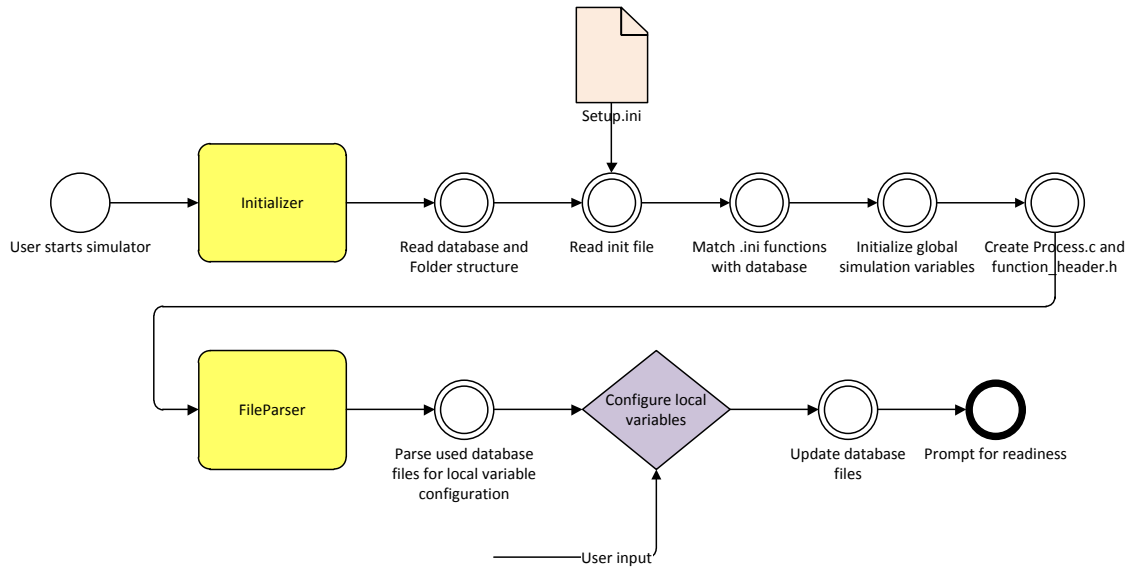 Setup.ini
Initializer
User starts simulator
Read database and
Folder structure
Read init file
Match .ini functions
with database
Initialize global
simulation variables
Create Process.c and
function_header.h
FileParser
Parse used database
files for local variable
configuration
Configure local
variables
Update database
files
Prompt for readiness
User input